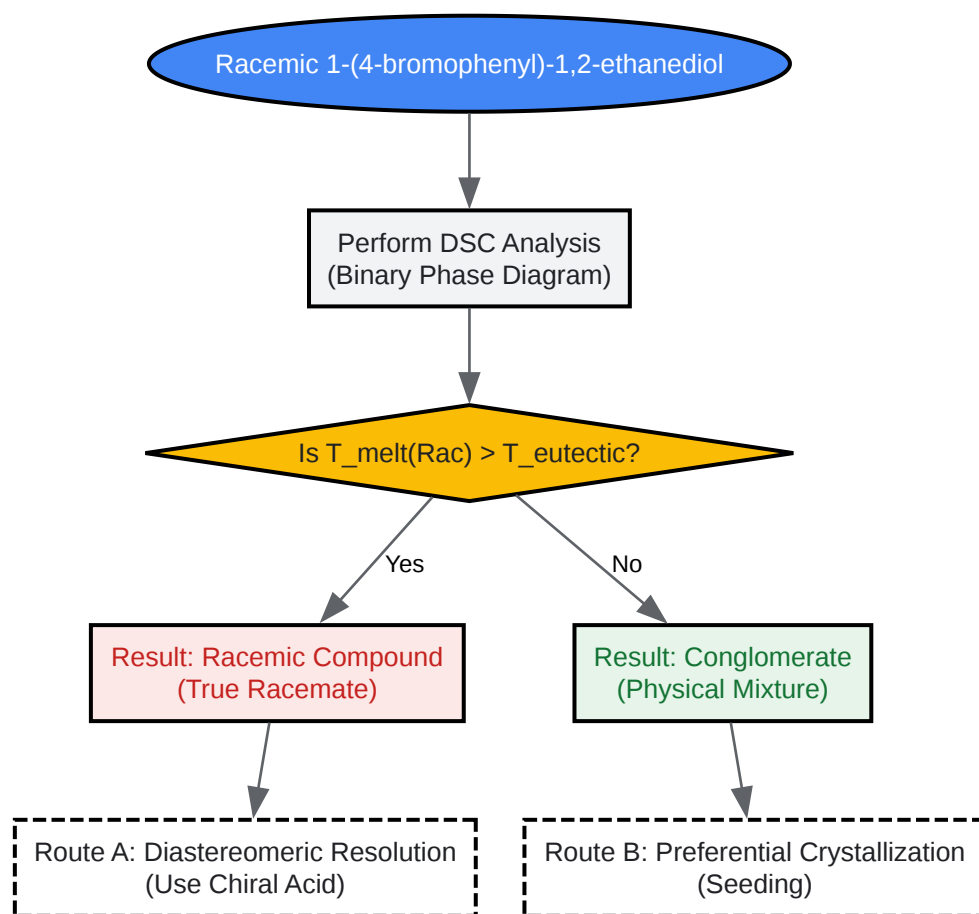 Racemic 1-(4-bromophenyl)-1,2-ethanediol
Perform DSC Analysis
(Binary Phase Diagram)
Is T_melt(Rac) > T_eutectic?
Yes
No
Result: Racemic Compound
(True Racemate)
Result: Conglomerate
(Physical Mixture)
Route A: Diastereomeric Resolution
(Use Chiral Acid)
Route B: Preferential Crystallization
(Seeding)